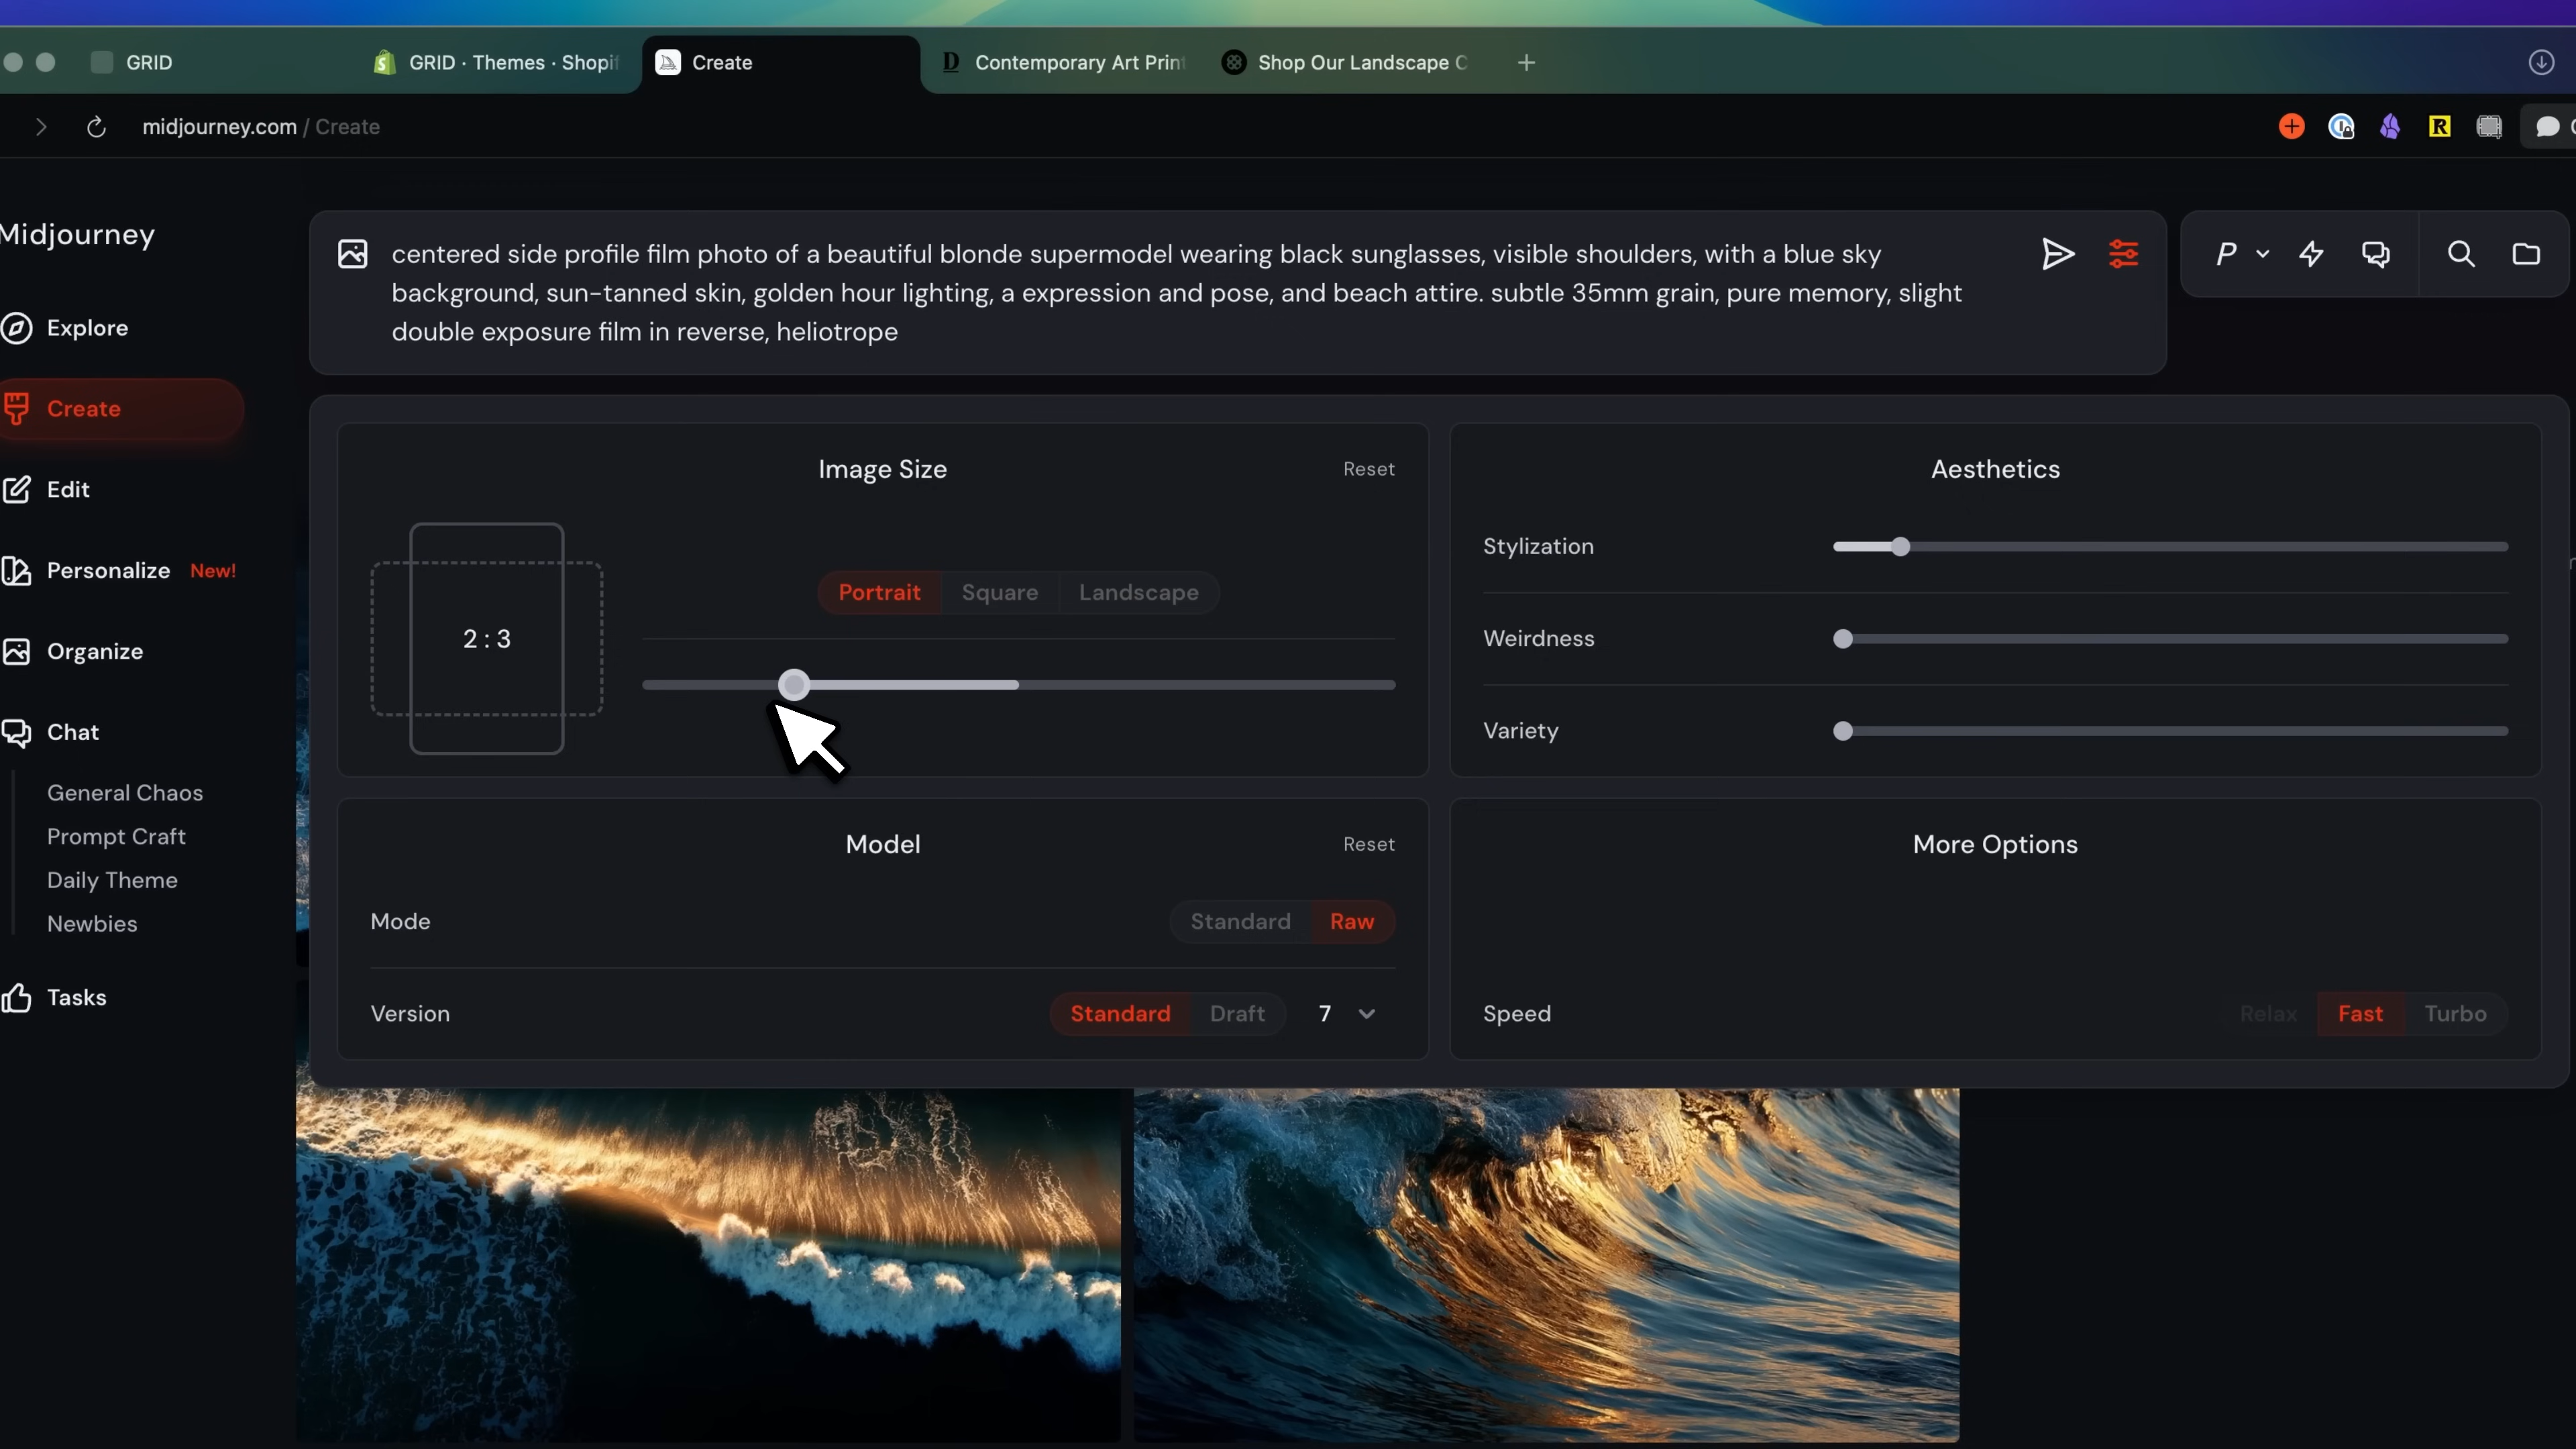 GRID
GRID · Themes · Shopif
Create
Contemporary Art Print
Shop Our Landscape C
midjourney.com / Create
Midjourney
centered side profile film photo of a beautiful blonde supermodel wearing black sunglasses, visible shoulders, with a blue sky
background, sun-tanned skin, golden hour lighting, a expression and pose, and beach attire. subtle 35mm grain, pure memory, slight
double exposure film in reverse, heliotrope
Explore
Create
Edit
Personalize New!
Organize
Chat
General Chaos
Prompt Craft
Daily Theme
Newbies
Tasks
Image Size
Reset
2 : 3
Portrait Square Landscape
Aesthetics
Stylization
Weirdness
Variety
Model
Reset
Mode
Standard Raw
Version
Standard Draft 7
More Options
Speed
Relax Fast Turbo